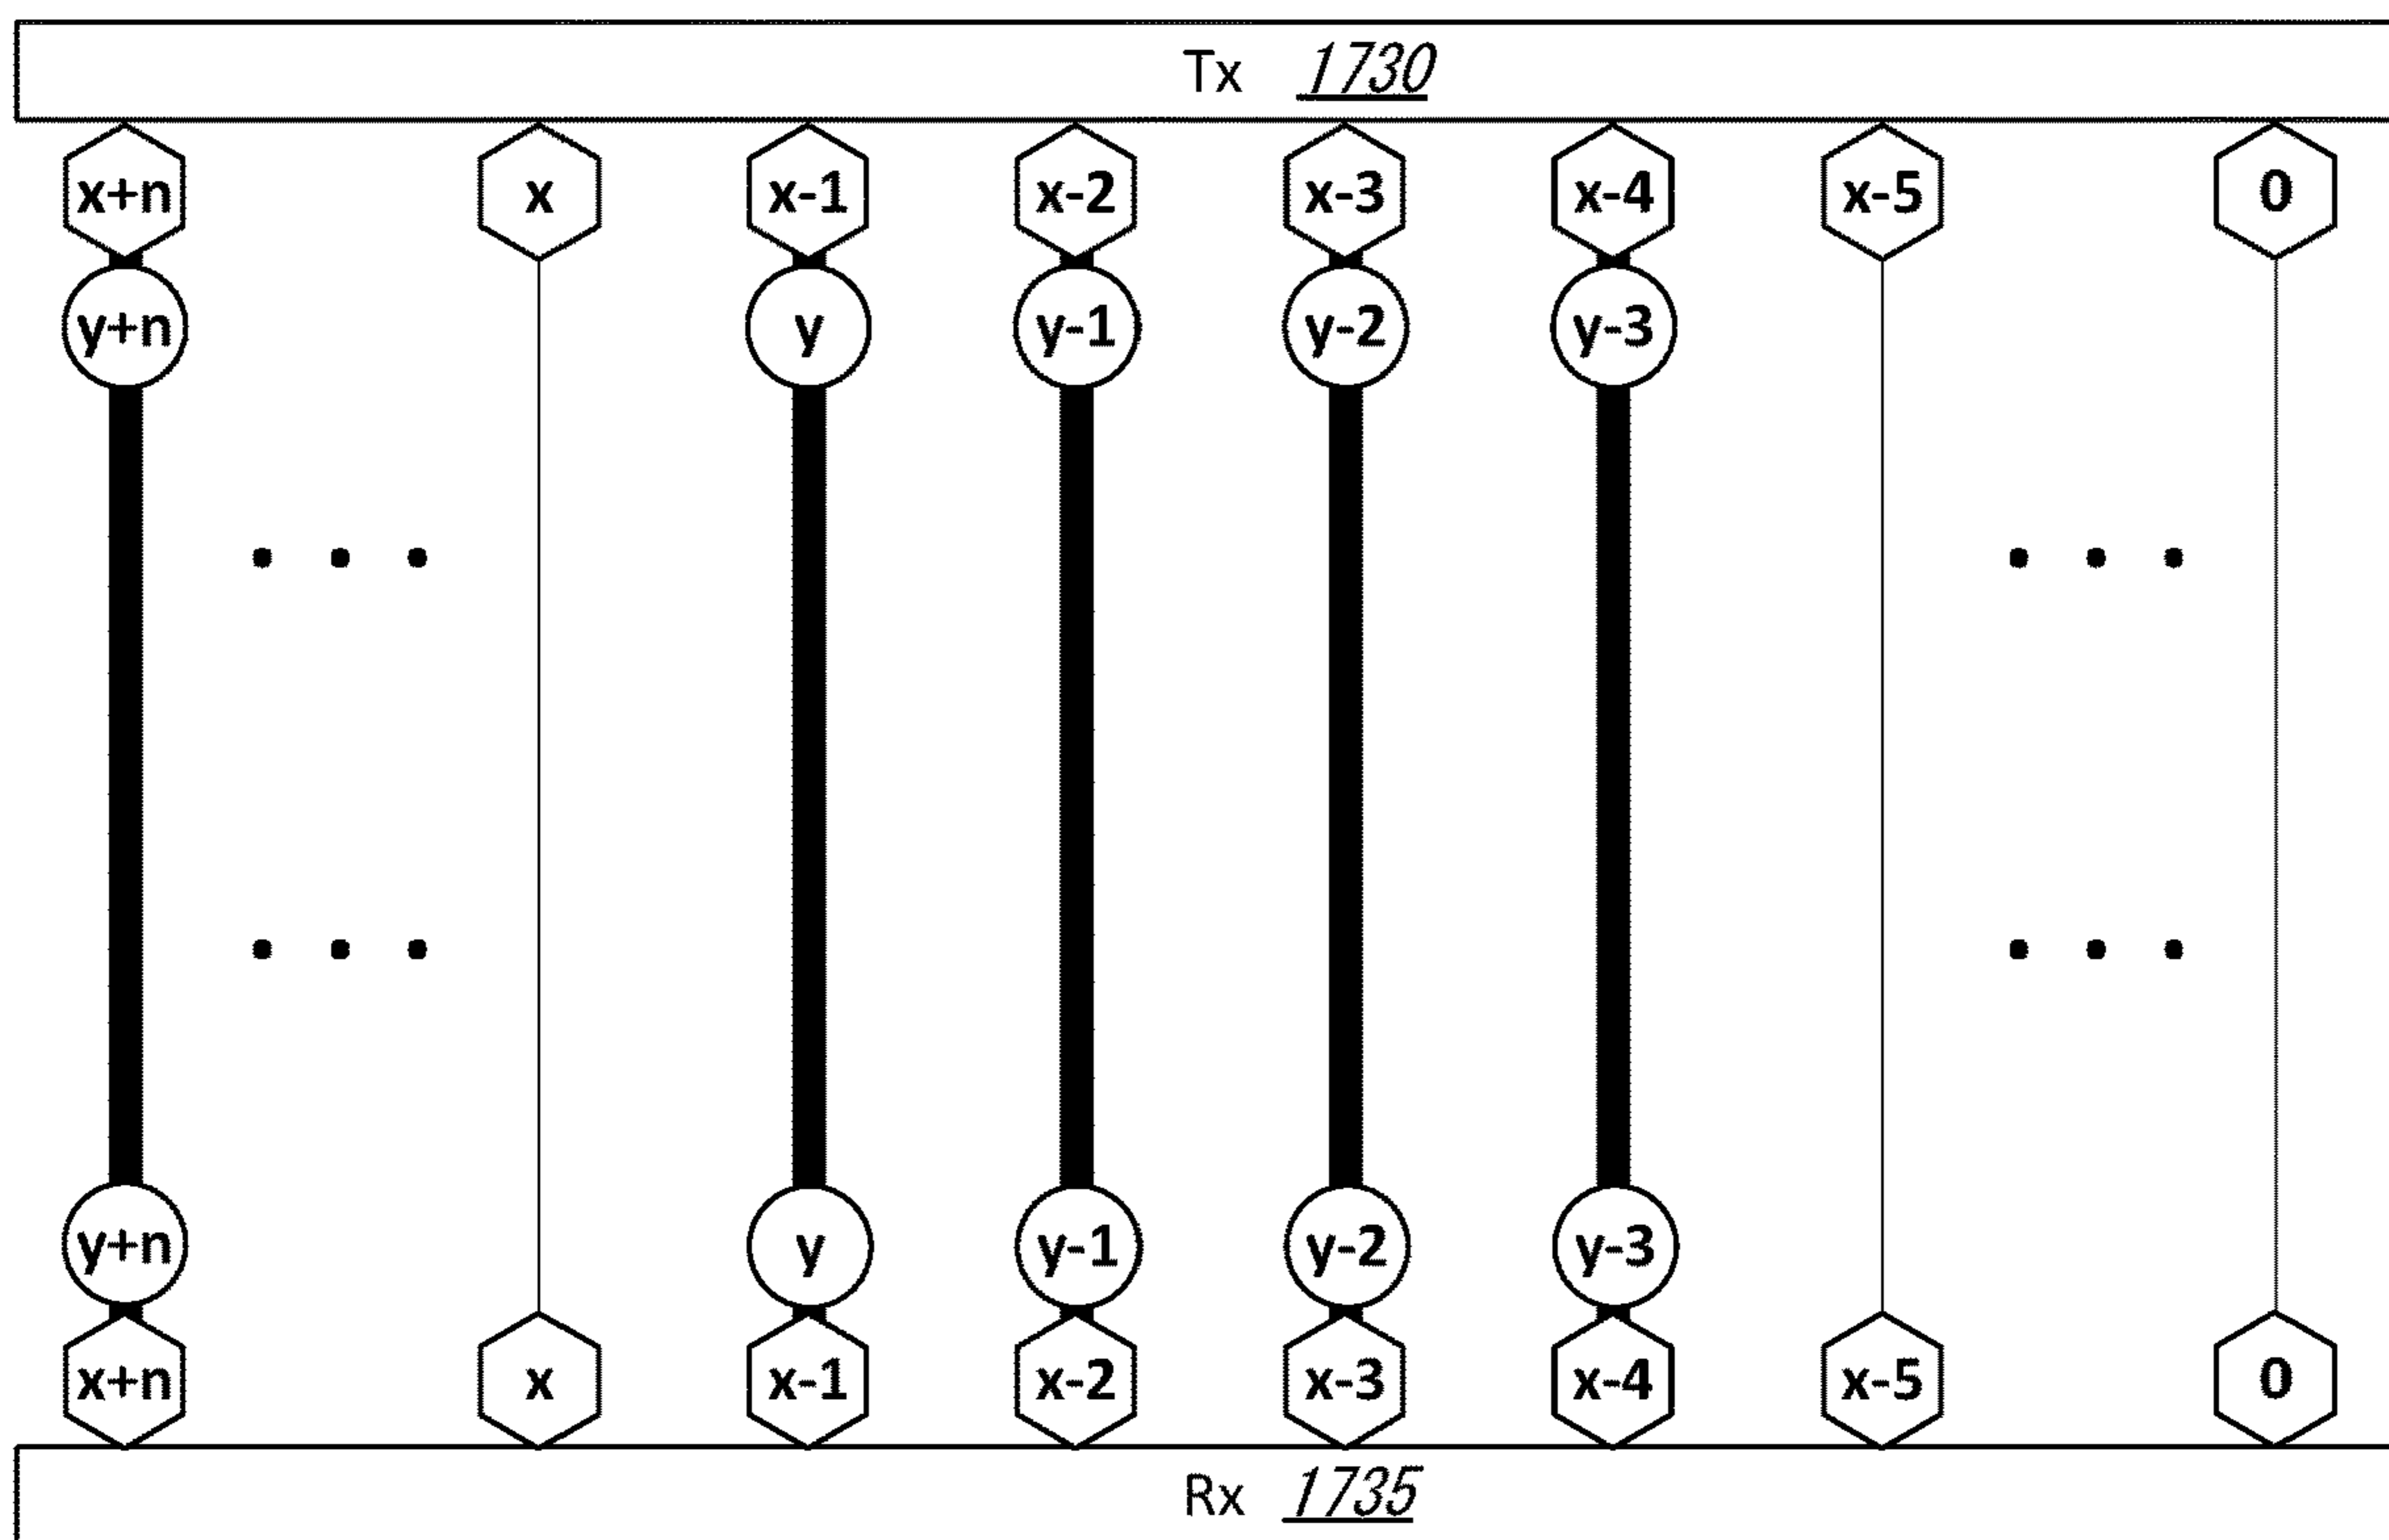 Tx 1730
x+n x x-1 x-2 x-3 x-4 x-5 0
y+n y y-1 y-2 y-3
y+n y y-1 y-2 y-3
x+n x x-1 x-2 x-3 x-4 x-5 0
Rx 1735